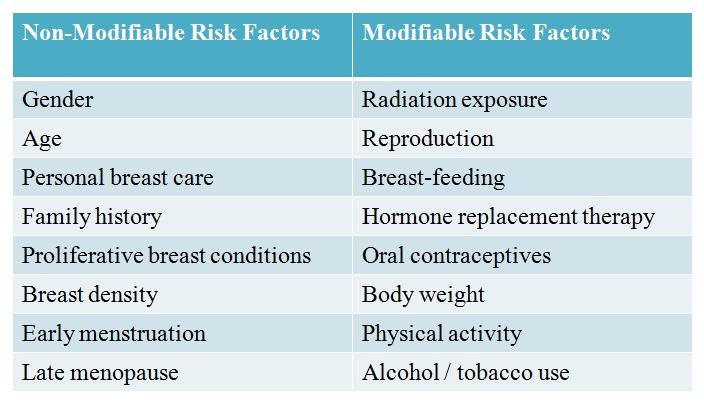 Non-Modifiable Risk Factors Modifiable Risk Factors
Gender Radiation exposure
Age Reproduction
Personal breast care Breast-feeding
Family history Hormone replacement therapy
Proliferative breast conditions Oral contraceptives
Breast density Body weight
Early menstruation Physical activity
Late menopause Alcohol / tobacco use